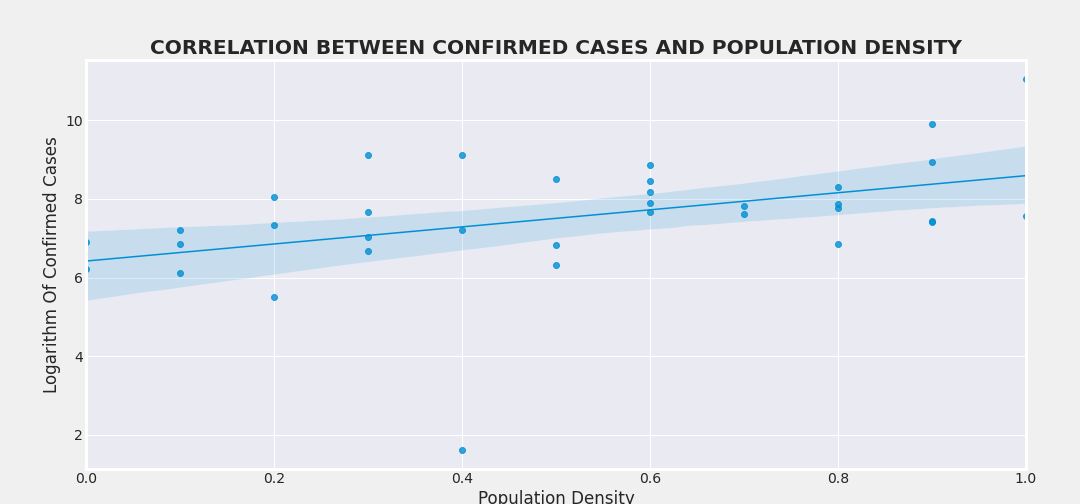 CORRELATION BETWEEN CONFIRMED CASES AND POPULATION DENSITY
Logarithm Of Confirmed Cases
10
8
6
4
2
0.0 0.2 0.4 0.6 0.8 1.0
Population Density